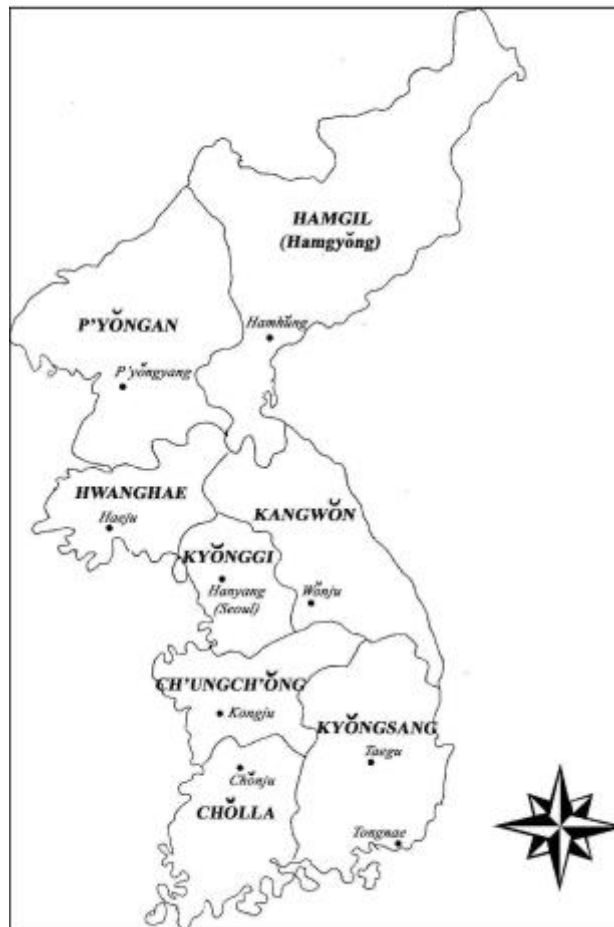 HAMGIL
(Hamgyŏng)
Hamhŭng
P'YŎNGAN
P'yŏngyang
HWANGHAE
Haeju
KANGWŎN
KYŎNGGI
Hanyang
(Seoul)
Wŏnju
CH'UNGCH'ŎNG
Kongju
KYŎNGSANG
Taegu
Chŏnju
CHŎLLA
Tongnae